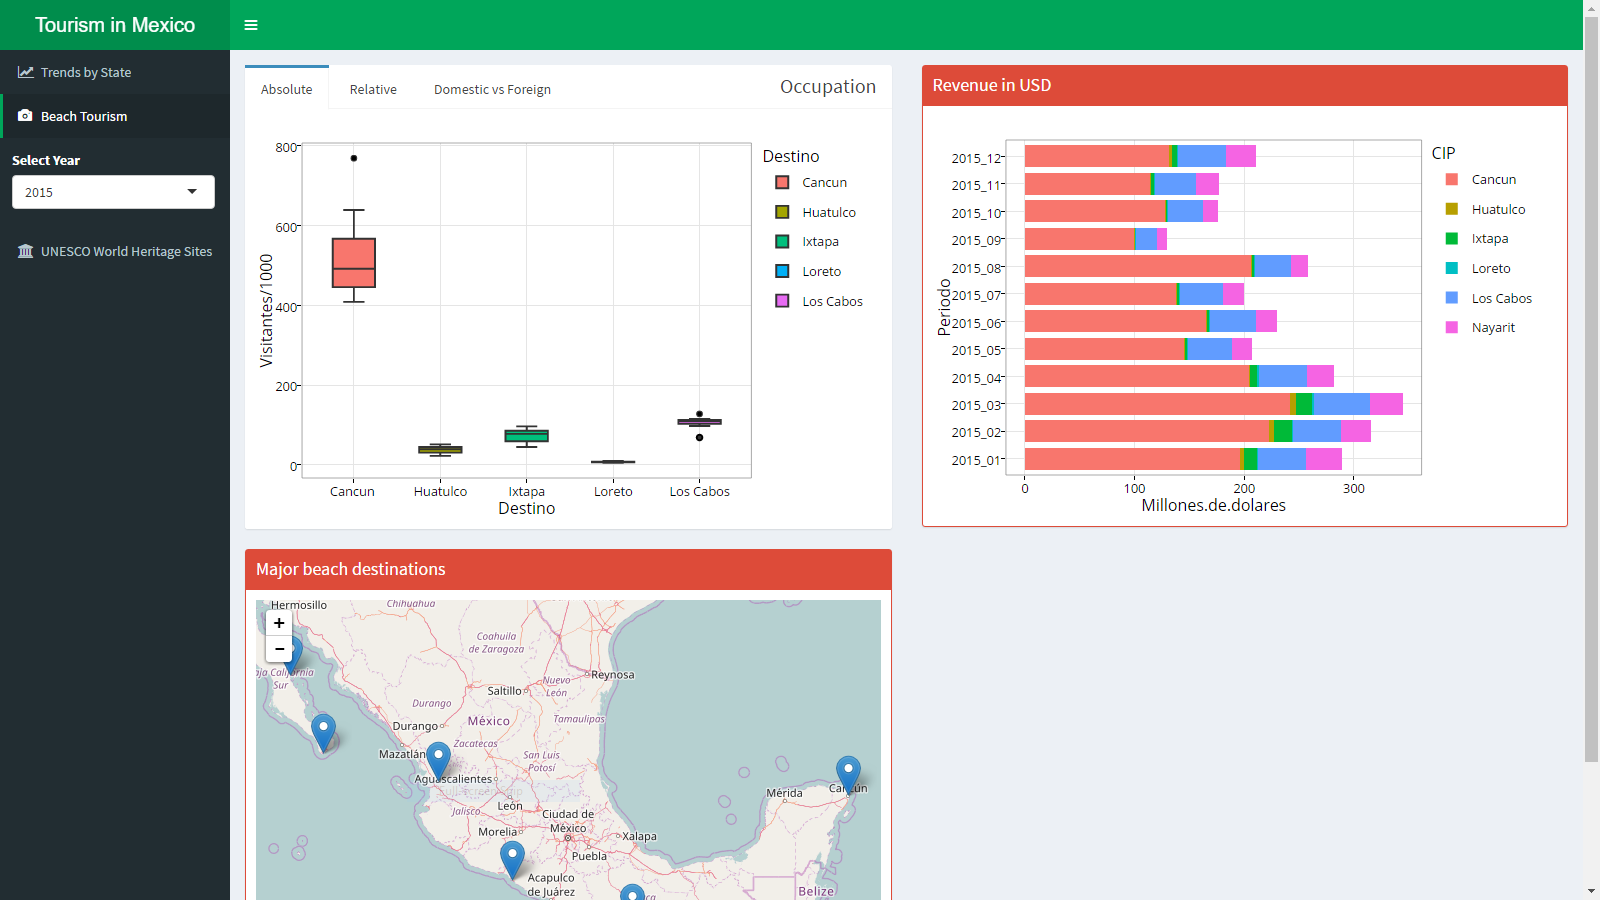 Tourism in Mexico
Trends by State
Beach Tourism
Select Year
2015
UNESCO World Heritage Sites
Absolute
Relative
Domestic vs Foreign
Occupation
Visitantes/1000
800
600
400
200
0
Cancun
Huatulco
Ixtapa
Loreto
Los Cabos
Destino
Destino
Cancun
Huatulco
Ixtapa
Loreto
Los Cabos
Revenue in USD
Periodo
2015_12
2015_11
2015_10
2015_09
2015_08
2015_07
2015_06
2015_05
2015_04
2015_03
2015_02
2015_01
0
100
200
300
Millones.de.dolares
CIP
Cancun
Huatulco
Ixtapa
Loreto
Los Cabos
Nayarit
Major beach destinations
+
−
Hermosillo
Chihuahua
Coahuila
de Zaragoza
aja California
Sur
Reynosa
Nuevo
León
Saltillo
Durango
México
Tamaulipas
Durango
Zacatecas
Mazatlán
San Luis
Potosí
Aguascalientes
León
Jalisco
Ciudad de
México
Morelia
Xalapa
Puebla
Acapulco
de Juárez
Mérida
Cancún
Belize
ca